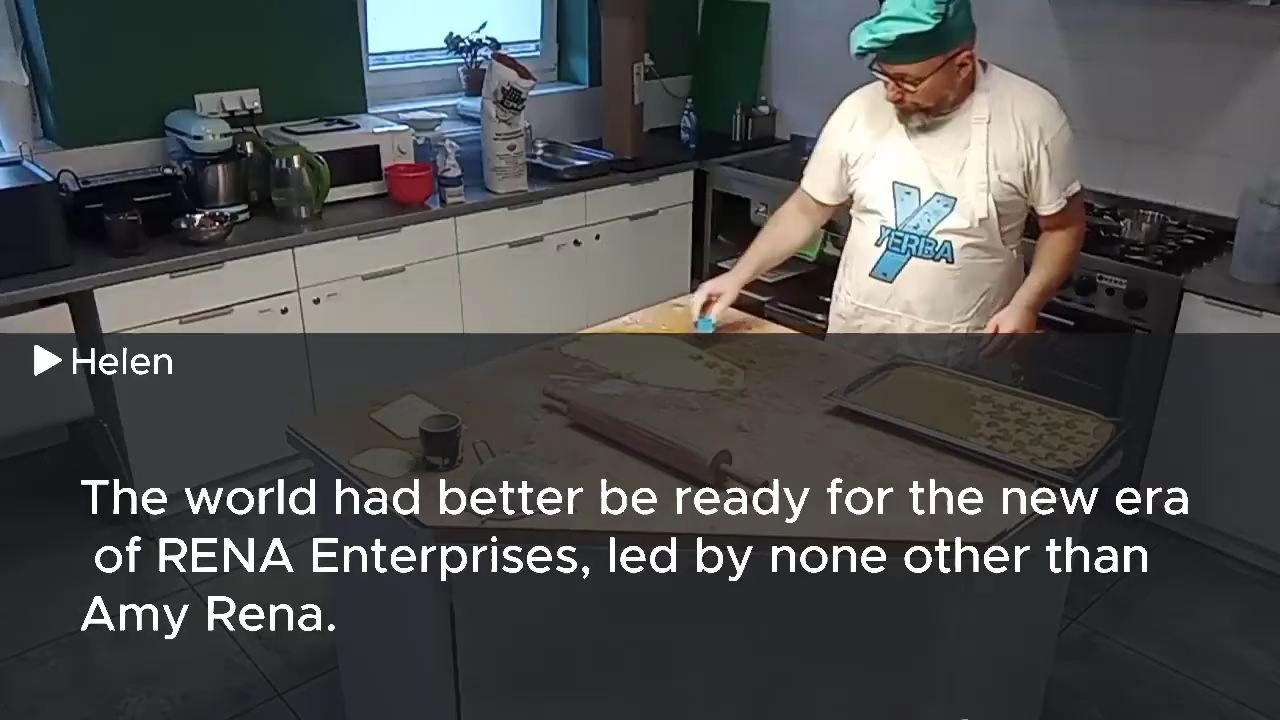 YERBA
Helen
The world had better be ready for the new era
of RENA Enterprises, led by none other than
Amy Rena.